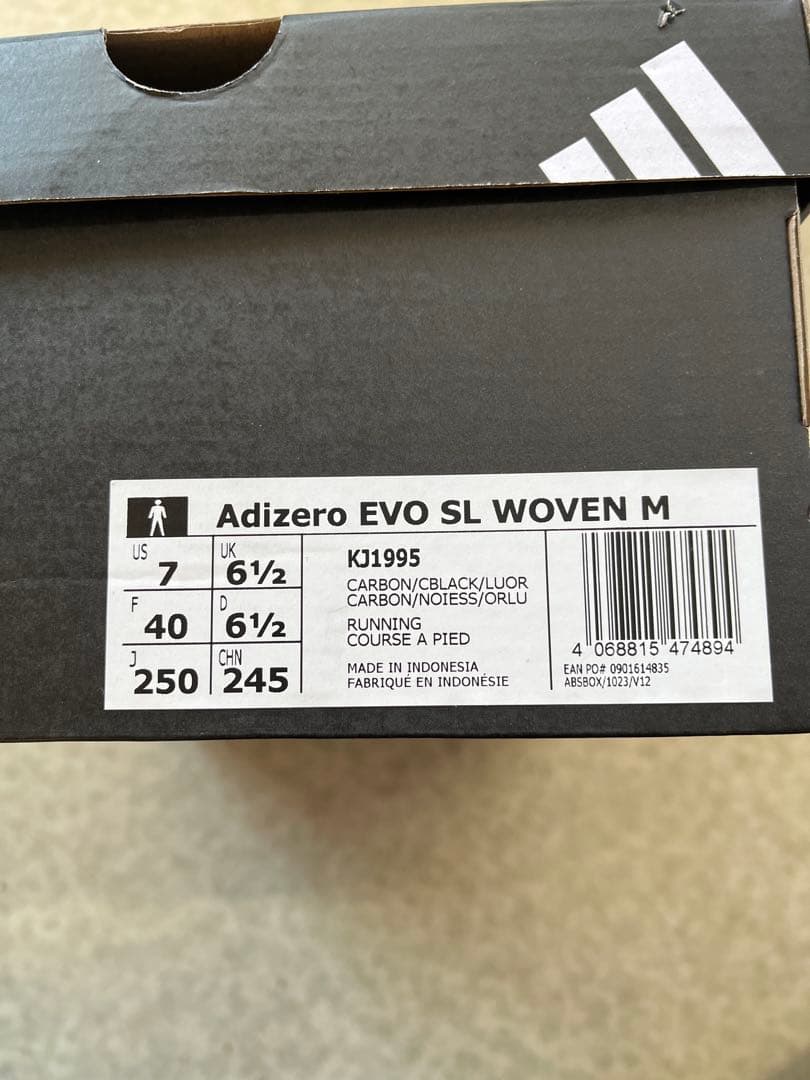 Adizero EVO SL WOVEN M
US 7 UK 6½
F 40 D 6½
J 250 CHN 245
KJ1995
CARBON/CBLACK/LUOR
CARBON/NOIESS/ORLU
RUNNING
COURSE A PIED
MADE IN INDONESIA
FABRIQUÉ EN INDONÉSIE
4 068815 474894
EAN PO# 0901614835
ABSBOX/1023/V12